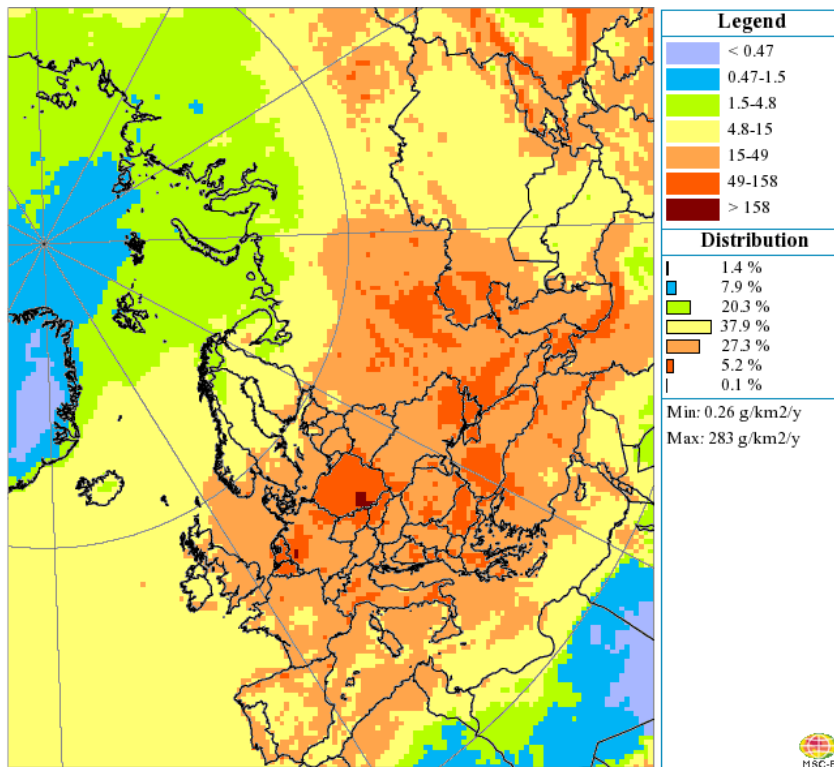 Legend
< 0.47
0.47-1.5
1.5-4.8
4.8-15
15-49
49-158
> 158
Distribution
1.4 %
7.9 %
20.3 %
37.9 %
27.3 %
5.2 %
0.1 %
Min: 0.26 g/km2/y
Max: 283 g/km2/y
MSC-E